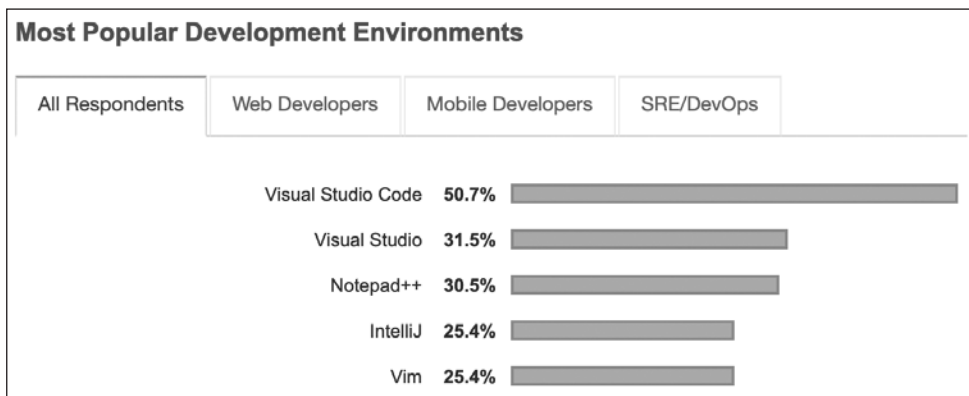 Most Popular Development Environments
All Respondents Web Developers Mobile Developers SRE/DevOps
Visual Studio Code 50.7%
Visual Studio 31.5%
Notepad++ 30.5%
IntelliJ 25.4%
Vim 25.4%